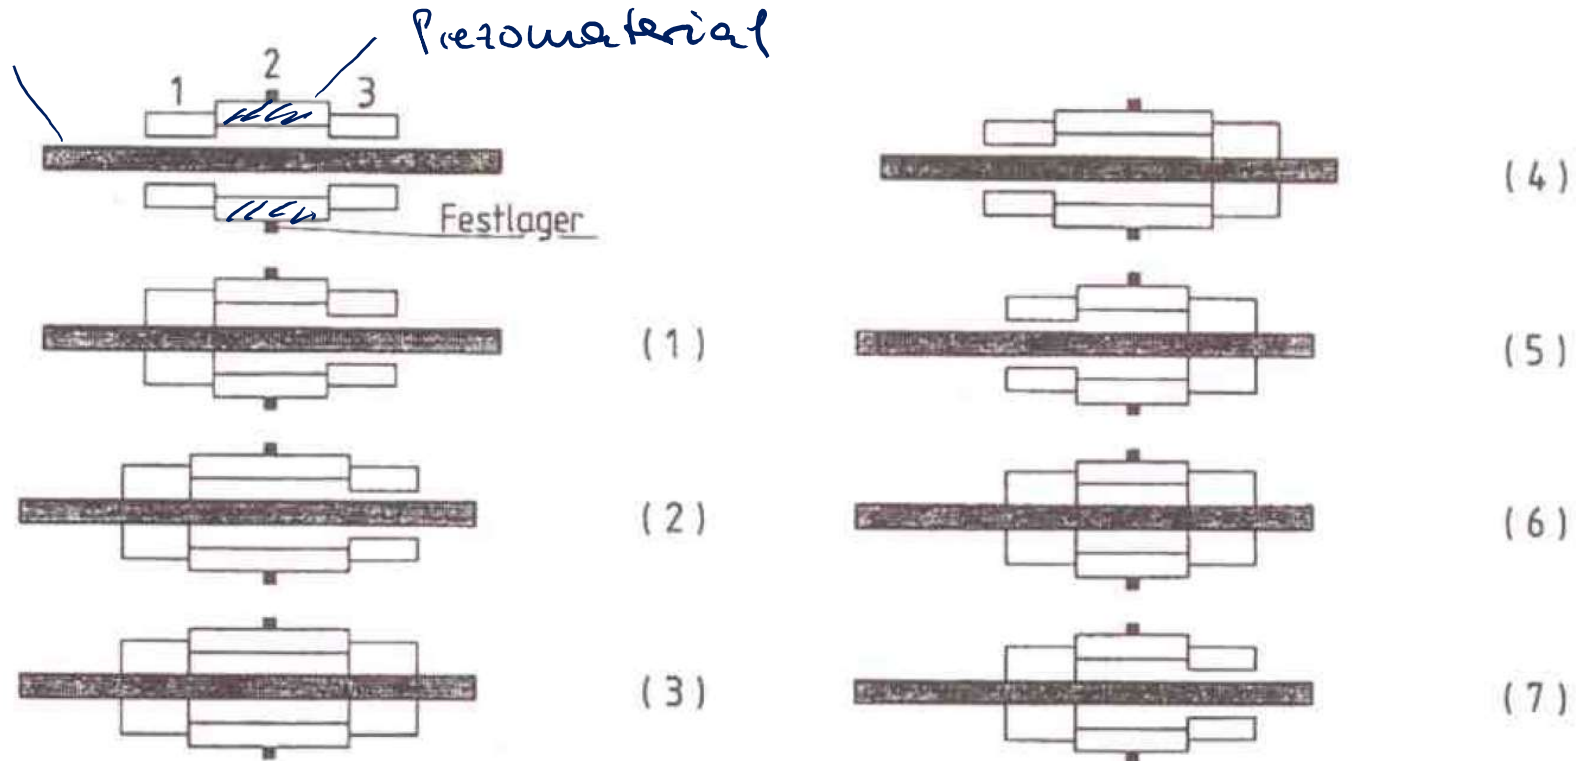 Piezomaterial
1 2 3
Festlager
(1)
(2)
(3)
(4)
(5)
(6)
(7)